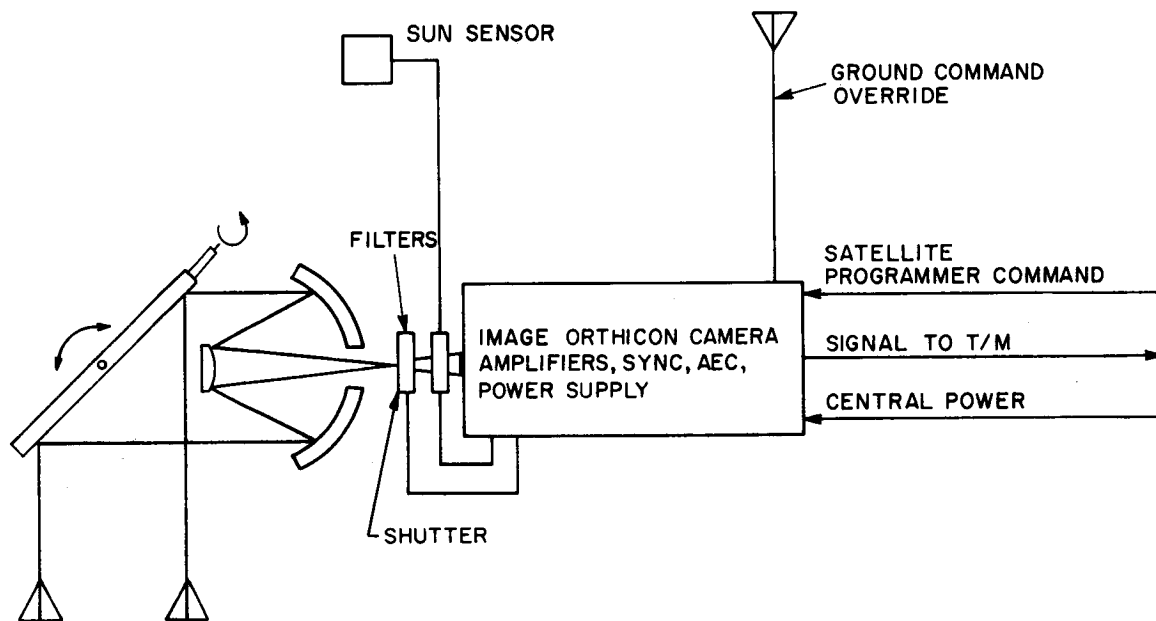 SUN SENSOR
GROUND COMMAND
OVERRIDE
FILTERS
SATELLITE
PROGRAMMER COMMAND
IMAGE ORTHICON CAMERA
AMPLIFIERS, SYNC, AEC,
POWER SUPPLY
SIGNAL TO T/M
CENTRAL POWER
SHUTTER